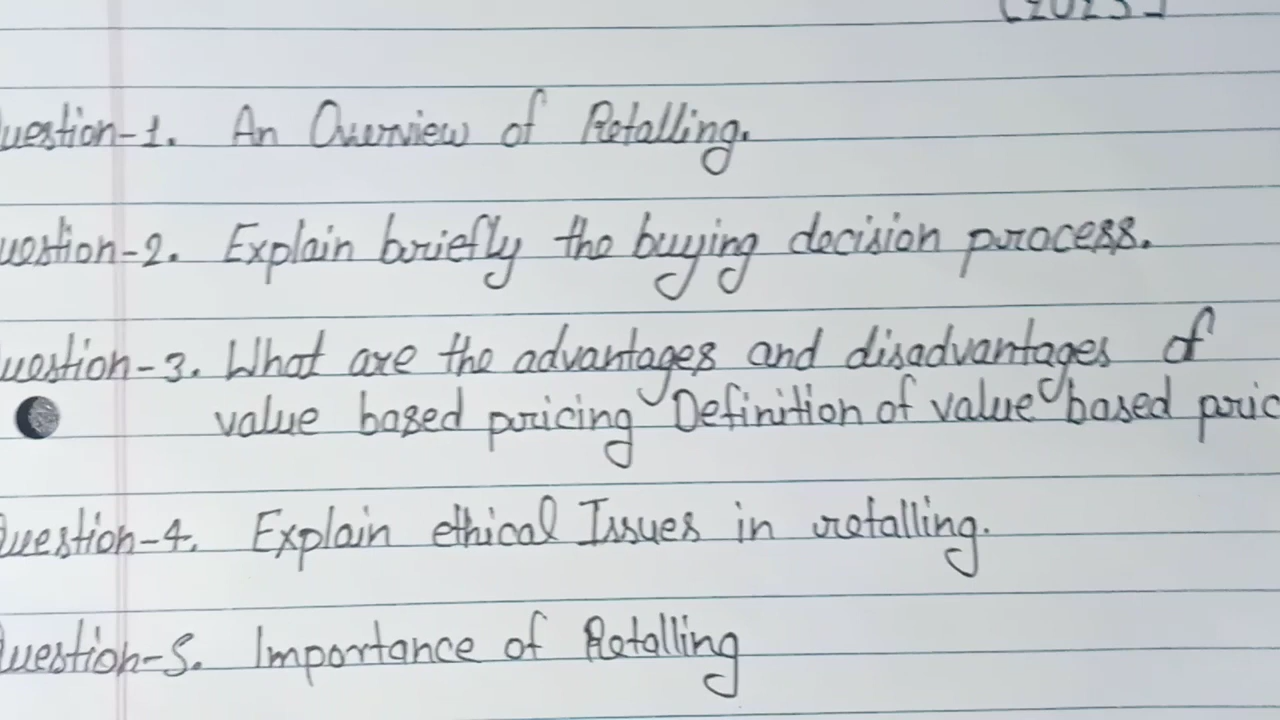 [2023]
uestion-1. An Overview of Retalling.
uestion-2. Explain briefly the buying decision process.
uestion-3. What are the advantages and disadvantages of
value based pricing Definition of value based pric
Question-4. Explain ethical Issues in retalling.
uestion-5. Importance of Retalling